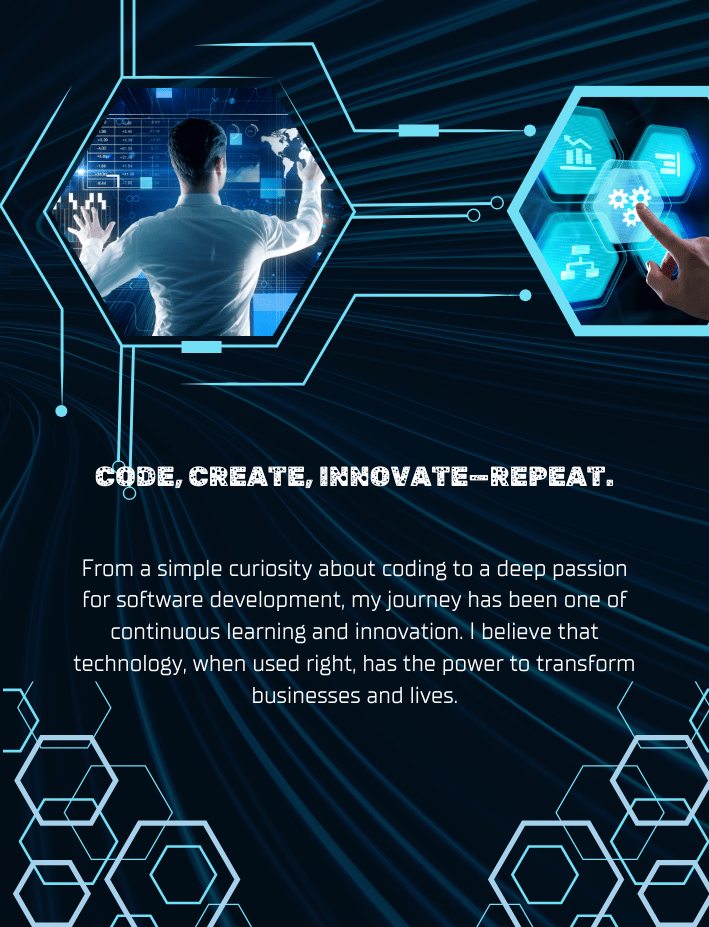 CODE, CREATE, INNOVATE—REPEAT.
From a simple curiosity about coding to a deep passion
for software development, my journey has been one of
continuous learning and innovation. I believe that
technology, when used right, has the power to transform
businesses and lives.